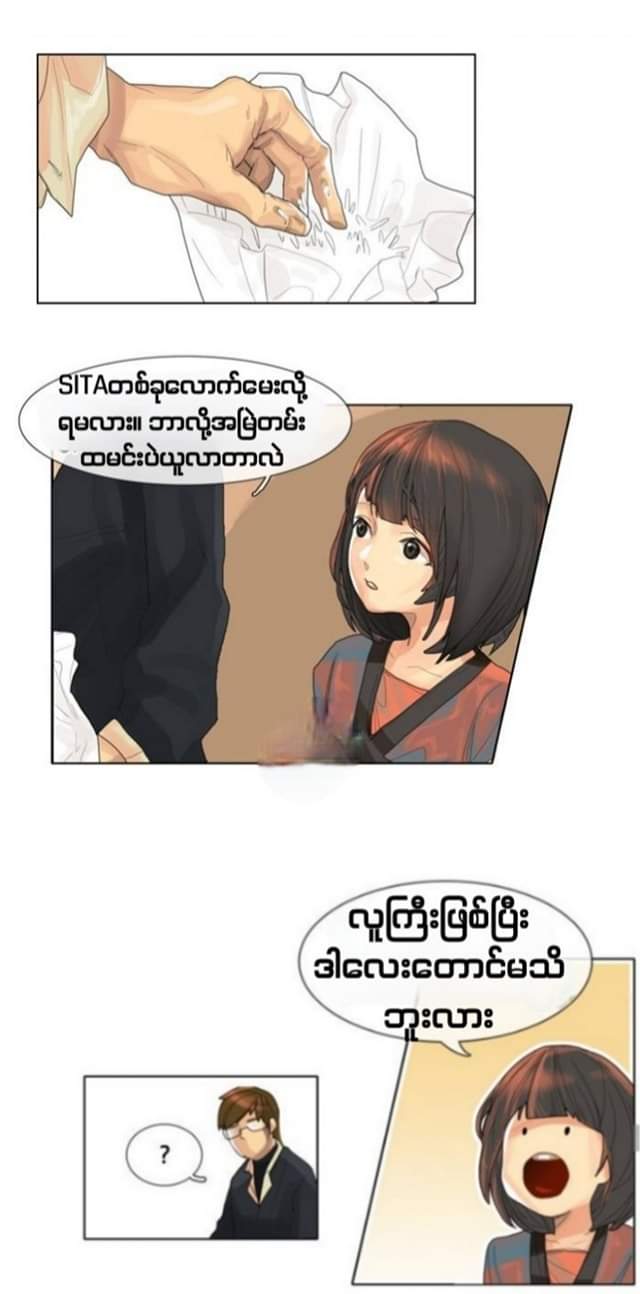 SITAတစ်ခုလောက်မေးလို့
ရမလား။ ဘာလို့အမြဲတမ်း
ထမင်းပဲယူလာတာလဲ
လူကြီးဖြစ်ပြီး
ဒါလေးတောင်မသိ
ဘူးလား
?